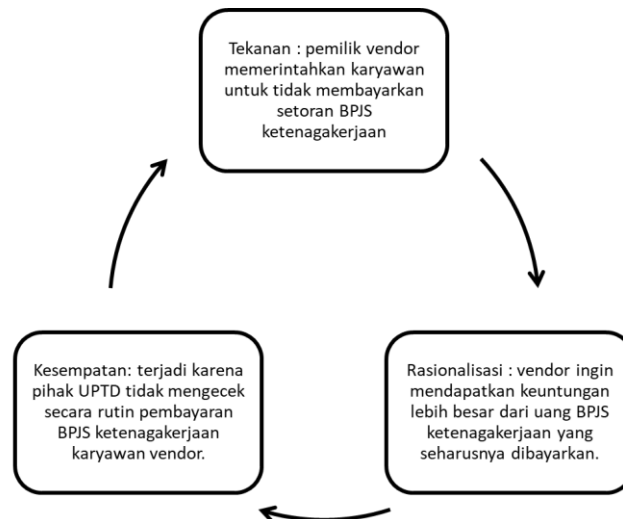 Tekanan : pemilik vendor
memerintahkan karyawan
untuk tidak membayarkan
setoran BPJS
ketenagakerjaan
Kesempatan: terjadi karena
pihak UPTD tidak mengecek
secara rutin pembayaran
BPJS ketenagakerjaan
karyawan vendor.
Rasionalisasi : vendor ingin
mendapatkan keuntungan
lebih besar dari uang BPJS
ketenagakerjaan yang
seharusnya dibayarkan.